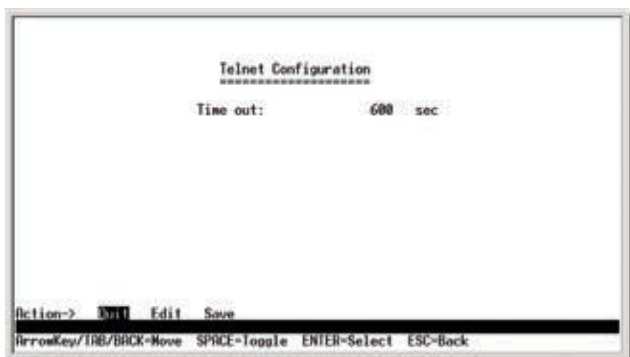 Telnet Configuration
====================
Time out: 600 sec
Action-> Quit Edit Save
ArrowKey/TAB/BACK=Move SPACE=Toggle ENTER=Select ESC=Back